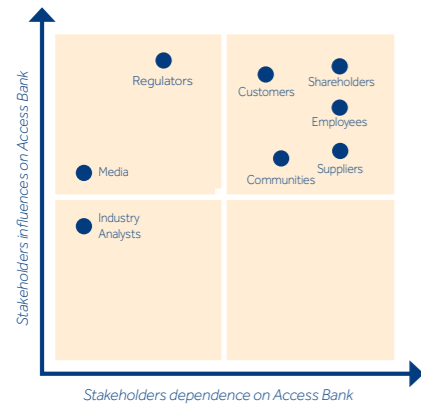 Stakeholders influences on Access Bank
Regulators
Customers
Shareholders
Employees
Suppliers
Communities
Media
Industry
Analysts
Stakeholders dependence on Access Bank